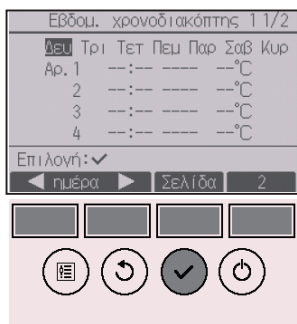 Εβδομ. χρονοδιακόπτης 1 1/2
Δευ Τρι Τετ Πεμ Παρ Σαβ Κυρ
Αρ. 1 --:-- ---- --°C
2 --:-- ---- --°C
3 --:-- ---- --°C
4 --:-- ---- --°C
Επιλογή:✓
◀ ημέρα ▶ Σελίδα 2